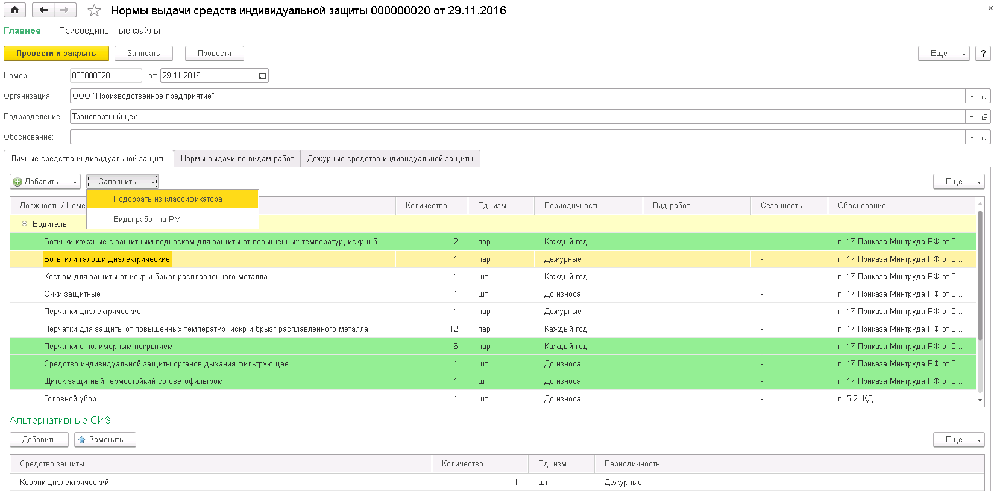 Нормы выдачи средств индивидуальной защиты 000000020 от 29.11.2016
Главное Присоединенные файлы
Провести и закрыть Записать Провести Еще ?
Номер: 000000020 от: 29.11.2016
Организация: ООО "Производственное предприятие"
Подразделение: Транспортный цех
Обоснование:
Личные средства индивидуальной защиты Нормы выдачи по видам работ Дежурные средства индивидуальной защиты
Добавить Заполнить Еще
Подобрать из классификатора
Виды работ на РМ
Должность / Номе Количество Ед. изм. Периодичность Вид работ Сезонность Обоснование
Водитель
Ботинки кожаные с защитным подноском для защиты от повышенных температур, искр и б... 2 пар Каждый год - п. 17 Приказа Минтруда РФ от 0...
Боты или галоши диэлектрические 1 пар Дежурные - п. 17 Приказа Минтруда РФ от 0...
Костюм для защиты от искр и брызг расплавленного металла 1 шт Каждый год - п. 17 Приказа Минтруда РФ от 0...
Очки защитные 1 шт До износа - п. 17 Приказа Минтруда РФ от 0...
Перчатки диэлектрические 1 пар Дежурные - п. 17 Приказа Минтруда РФ от 0...
Перчатки для защиты от повышенных температур, искр и брызг расплавленного металла 12 пар Каждый год - п. 17 Приказа Минтруда РФ от 0...
Перчатки с полимерным покрытием 6 пар Каждый год - п. 17 Приказа Минтруда РФ от 0...
Средство индивидуальной защиты органов дыхания фильтрующее 1 шт До износа - п. 17 Приказа Минтруда РФ от 0...
Щиток защитный термостойкий со светофильтром 1 шт До износа - п. 17 Приказа Минтруда РФ от 0...
Головной убор 1 шт До износа - п. 5.2. КД
Альтернативные СИЗ
Добавить Заменить Еще
Средство защиты Количество Ед. изм. Периодичность
Коврик диэлектрический 1 шт Дежурные